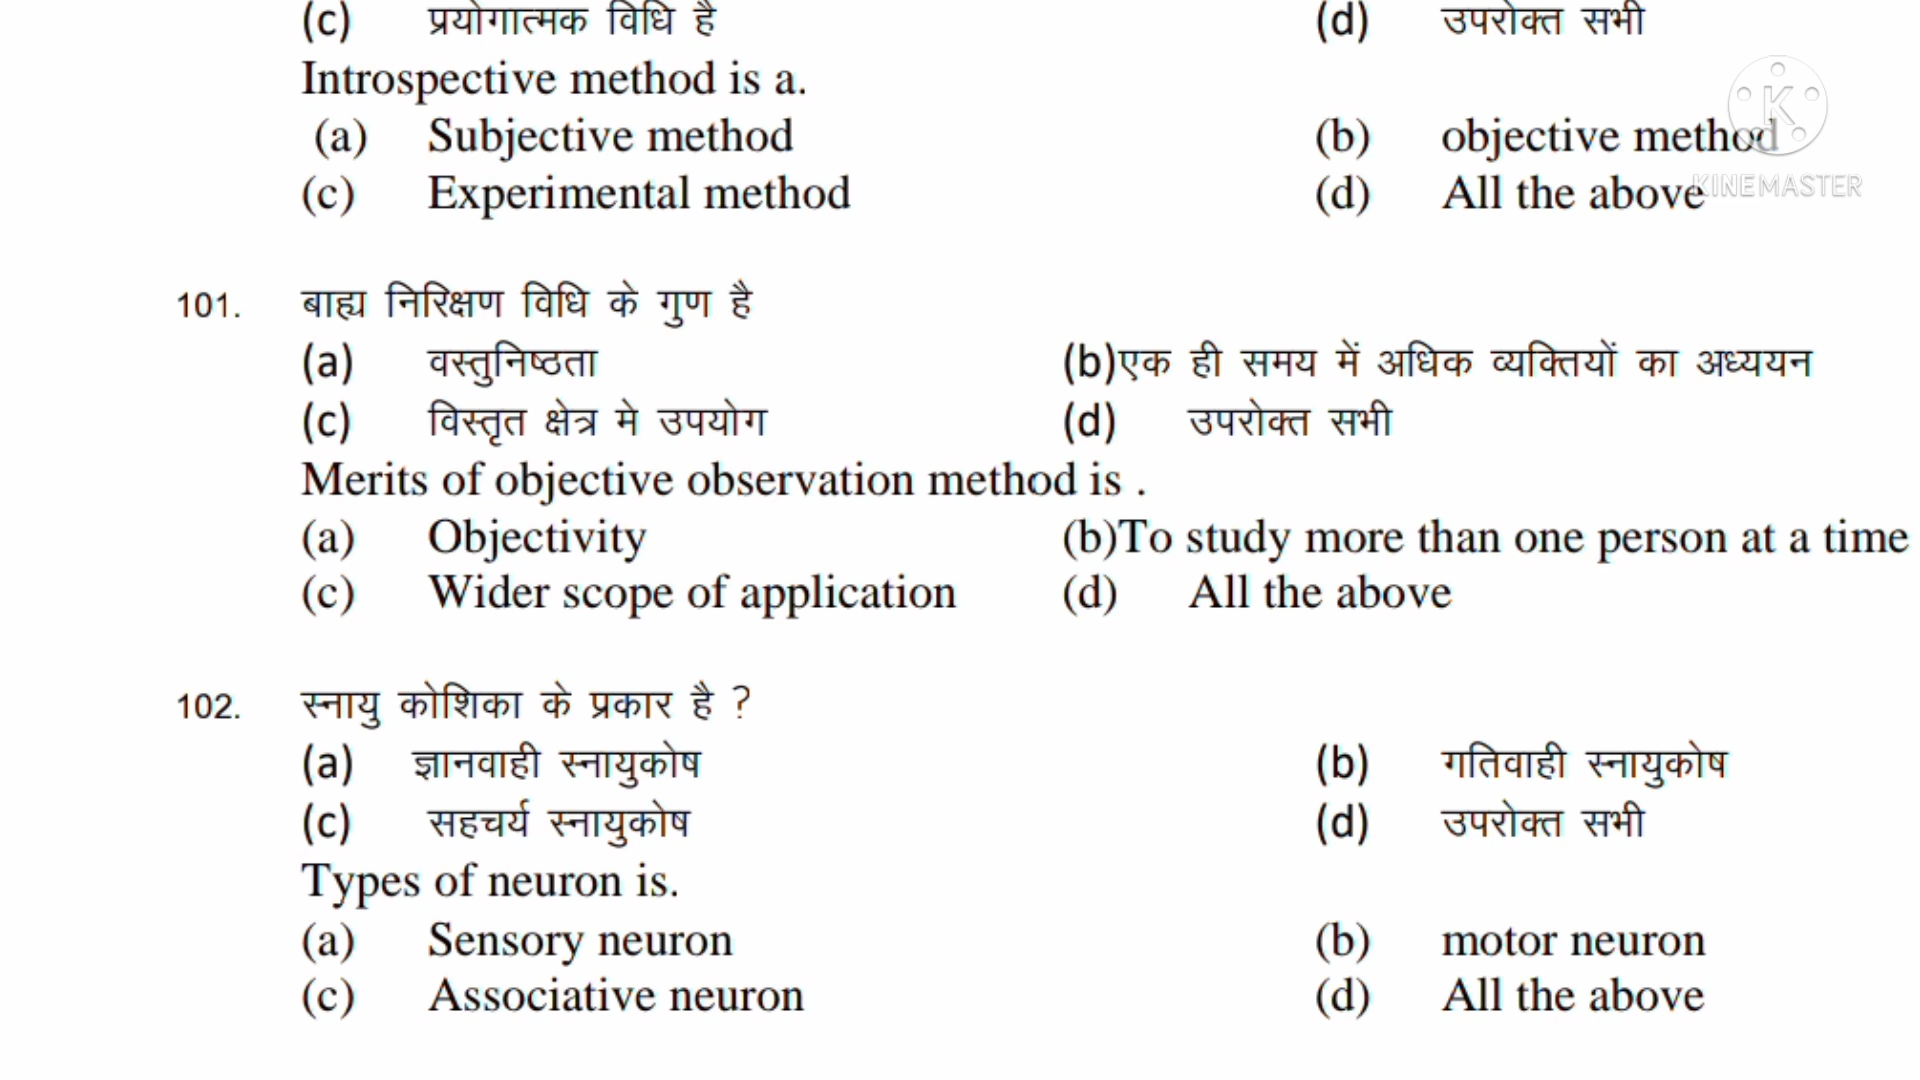 (c) प्रयोगात्मक विधि है (d) उपरोक्त सभी
Introspective method is a.
(a) Subjective method (b) objective method
(c) Experimental method (d) All the above
K
KINEMASTER
101. बाह्य निरिक्षण विधि के गुण है
(a) वस्तुनिष्ठता (b)एक ही समय में अधिक व्यक्तियों का अध्ययन
(c) विस्तृत क्षेत्र मे उपयोग (d) उपरोक्त सभी
Merits of objective observation method is .
(a) Objectivity (b)To study more than one person at a time
(c) Wider scope of application (d) All the above
102. स्नायु कोशिका के प्रकार है ?
(a) ज्ञानवाही स्नायुकोष (b) गतिवाही स्नायुकोष
(c) सहचर्य स्नायुकोष (d) उपरोक्त सभी
Types of neuron is.
(a) Sensory neuron (b) motor neuron
(c) Associative neuron (d) All the above